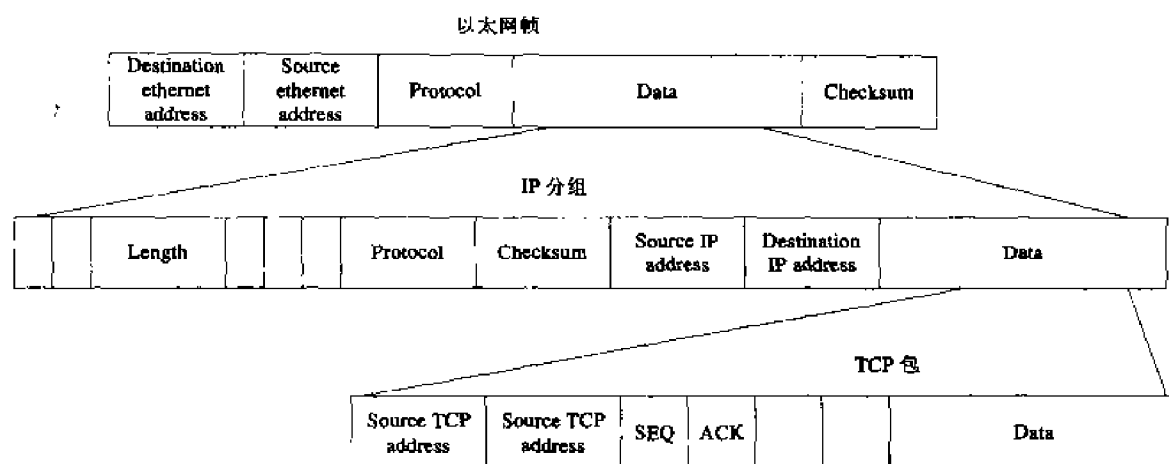 以太网帧
Destination
ethernet
address
Source
ethernet
address
Protocol
Data
Checksum
IP 分组
Length
Protocol
Checksum
Source IP
address
Destination
IP address
Data
TCP 包
Source TCP
address
Source TCP
address
SEQ
ACK
Data